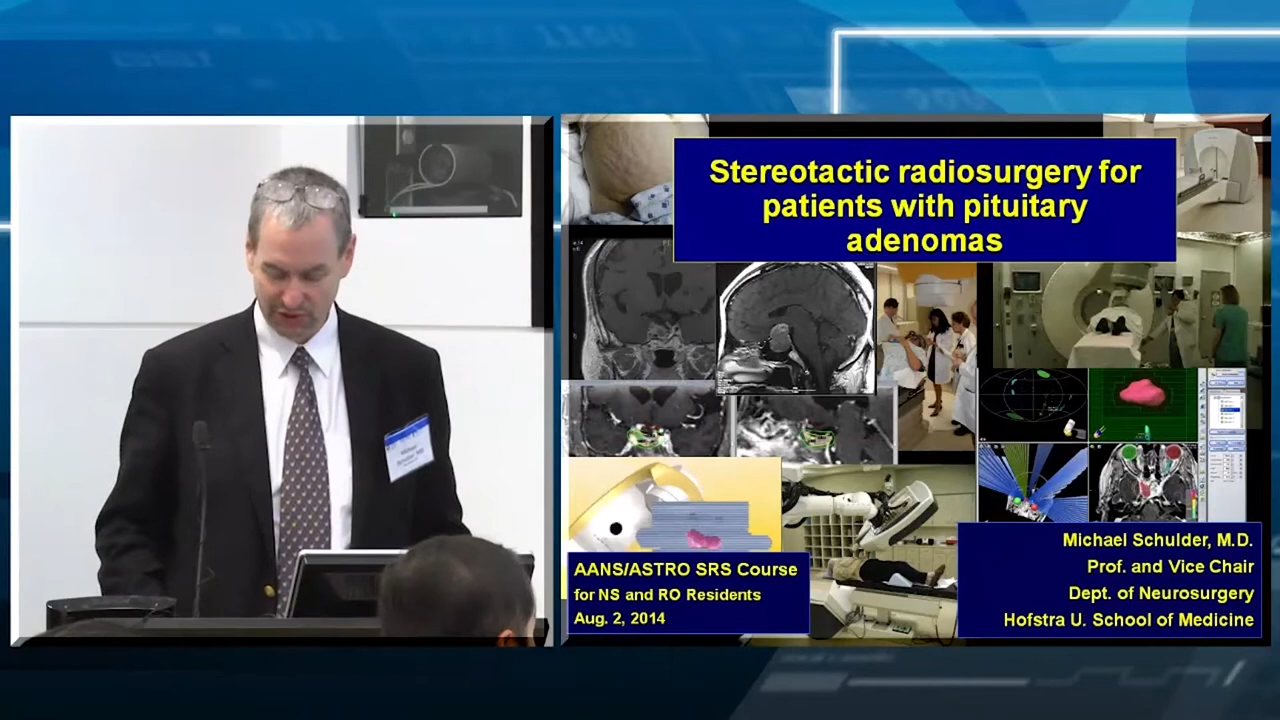 Stereotactic radiosurgery for
patients with pituitary
adenomas
AANS/ASTRO SRS Course
for NS and RO Residents
Aug. 2, 2014
Michael Schulder, M.D.
Prof. and Vice Chair
Dept. of Neurosurgery
Hofstra U. School of Medicine